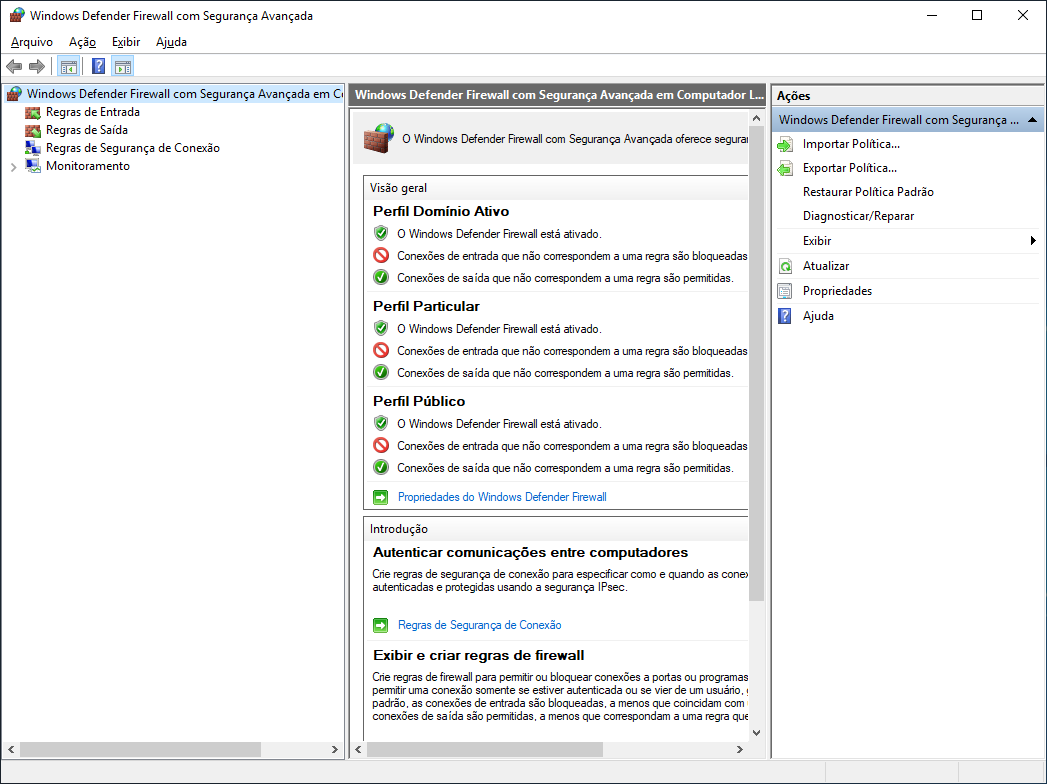 Windows Defender Firewall com Segurança Avançada
Arquivo Ação Exibir Ajuda
Windows Defender Firewall com Segurança Avançada em C
Regras de Entrada
Regras de Saída
Regras de Segurança de Conexão
Monitoramento
Windows Defender Firewall com Segurança Avançada em Computador L...
O Windows Defender Firewall com Segurança Avançada oferece segurar
Visão geral
Perfil Domínio Ativo
O Windows Defender Firewall está ativado.
Conexões de entrada que não correspondem a uma regra são bloqueadas
Conexões de saída que não correspondem a uma regra são permitidas.
Perfil Particular
O Windows Defender Firewall está ativado.
Conexões de entrada que não correspondem a uma regra são bloqueadas
Conexões de saída que não correspondem a uma regra são permitidas.
Perfil Público
O Windows Defender Firewall está ativado.
Conexões de entrada que não correspondem a uma regra são bloqueadas
Conexões de saída que não correspondem a uma regra são permitidas.
Propriedades do Windows Defender Firewall
Introdução
Autenticar comunicações entre computadores
Crie regras de segurança de conexão para especificar como e quando as conex
autenticadas e protegidas usando a segurança IPsec.
Regras de Segurança de Conexão
Exibir e criar regras de firewall
Crie regras de firewall para permitir ou bloquear conexões a portas ou programas
permitir uma conexão somente se estiver autenticada ou se vier de um usuário,
padrão, as conexões de entrada são bloqueadas, a menos que coincidam com
conexões de saída são permitidas, a menos que correspondam a uma regra que
Ações
Windows Defender Firewall com Segurança ...
Importar Política...
Exportar Política...
Restaurar Política Padrão
Diagnosticar/Reparar
Exibir
Atualizar
Propriedades
Ajuda